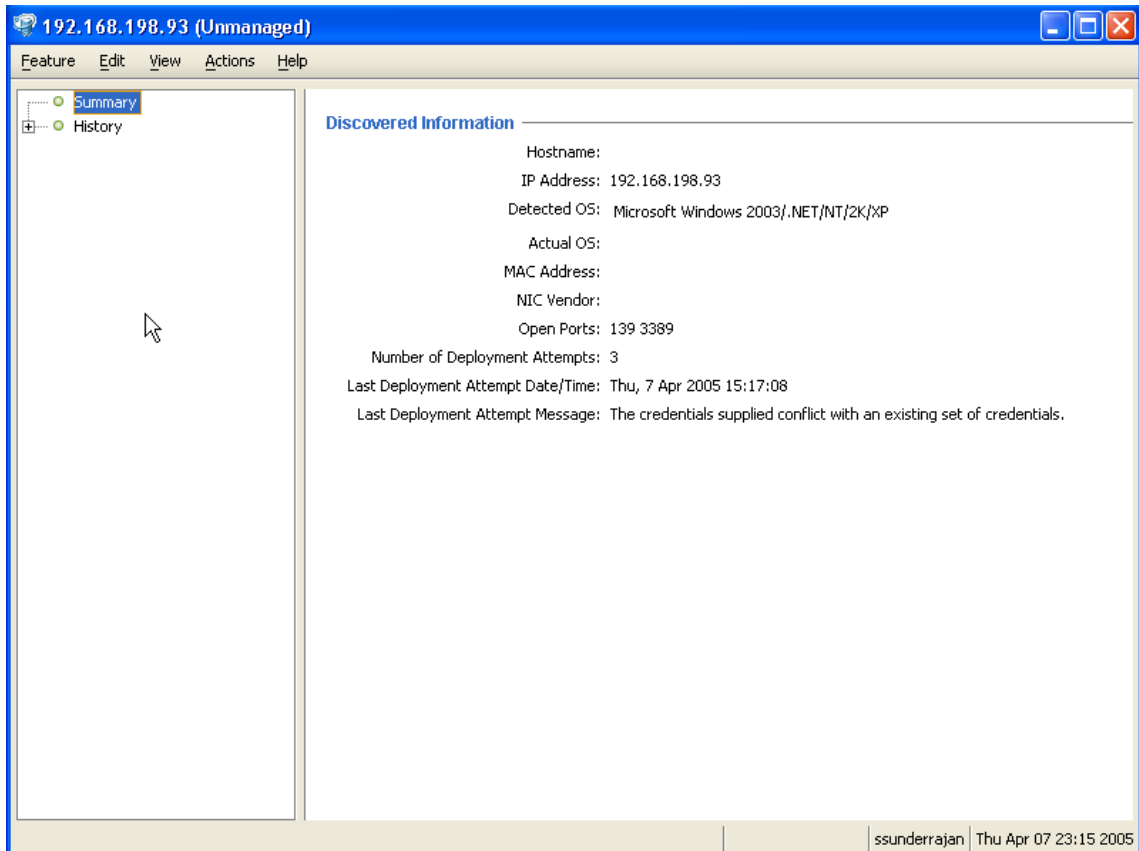 192.168.198.93 (Unmanaged)
Feature Edit View Actions Help
Summary
History
Discovered Information
Hostname:
IP Address: 192.168.198.93
Detected OS: Microsoft Windows 2003/.NET/NT/2K/XP
Actual OS:
MAC Address:
NIC Vendor:
Open Ports: 139 3389
Number of Deployment Attempts: 3
Last Deployment Attempt Date/Time: Thu, 7 Apr 2005 15:17:08
Last Deployment Attempt Message: The credentials supplied conflict with an existing set of credentials.
ssunderrajan Thu Apr 07 23:15 2005